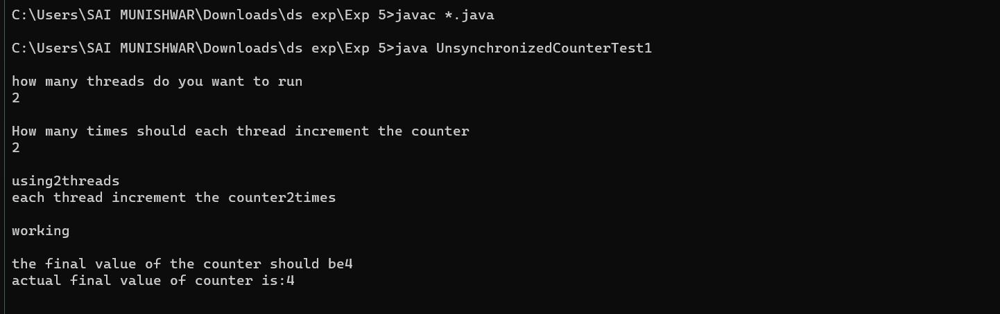 C:\Users\SAI MUNISHWAR\Downloads\ds exp\Exp 5>javac *.java
C:\Users\SAI MUNISHWAR\Downloads\ds exp\Exp 5>java UnsynchronizedCounterTest1
how many threads do you want to run
2
How many times should each thread increment the counter
2
using2threads
each thread increment the counter2times
working
the final value of the counter should be4
actual final value of counter is:4